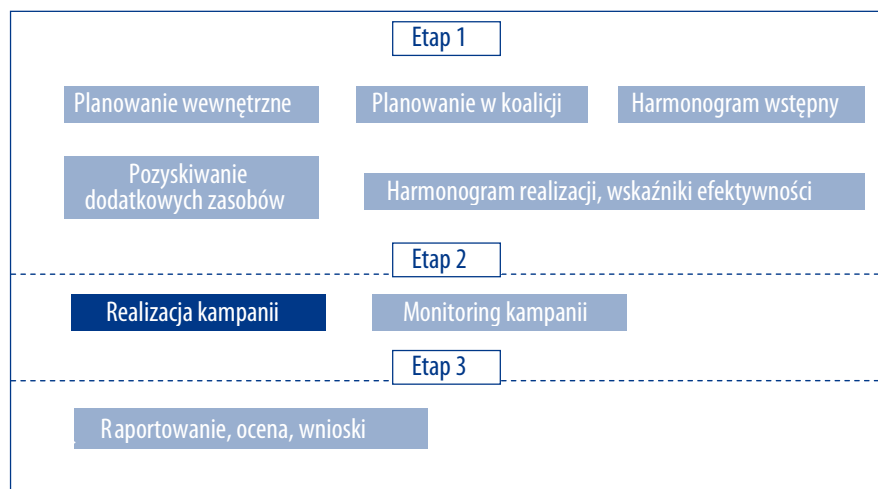 Etap 1
Planowanie wewnętrzne
Planowanie w koalicji
Harmonogram wstępny
Pozyskiwanie
dodatkowych zasobów
Harmonogram realizacji, wskaźniki efektywności
Etap 2
Realizacja kampanii
Monitoring kampanii
Etap 3
Raportowanie, ocena, wnioski